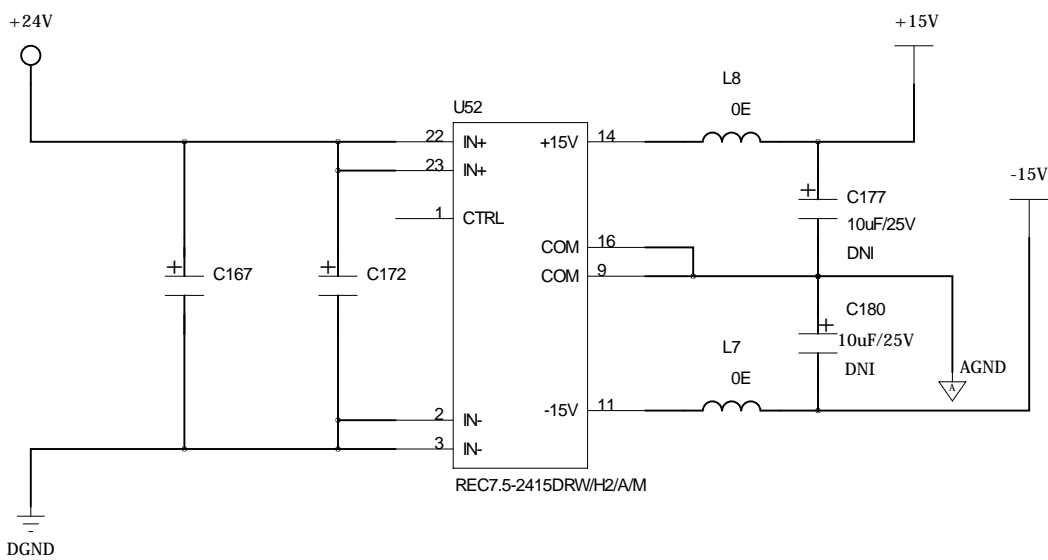 +24V
+15V
-15V
L8
0E
U52
22
IN+
+15V
14
23
IN+
1
CTRL
+
C177
10uF/25V
DNI
COM
16
COM
9
+
C167
+
C172
C180
+
10uF/25V
DNI
L7
0E
AGND
A
-15V
11
2
IN-
3
IN-
REC7.5-2415DRW/H2/A/M
DGND